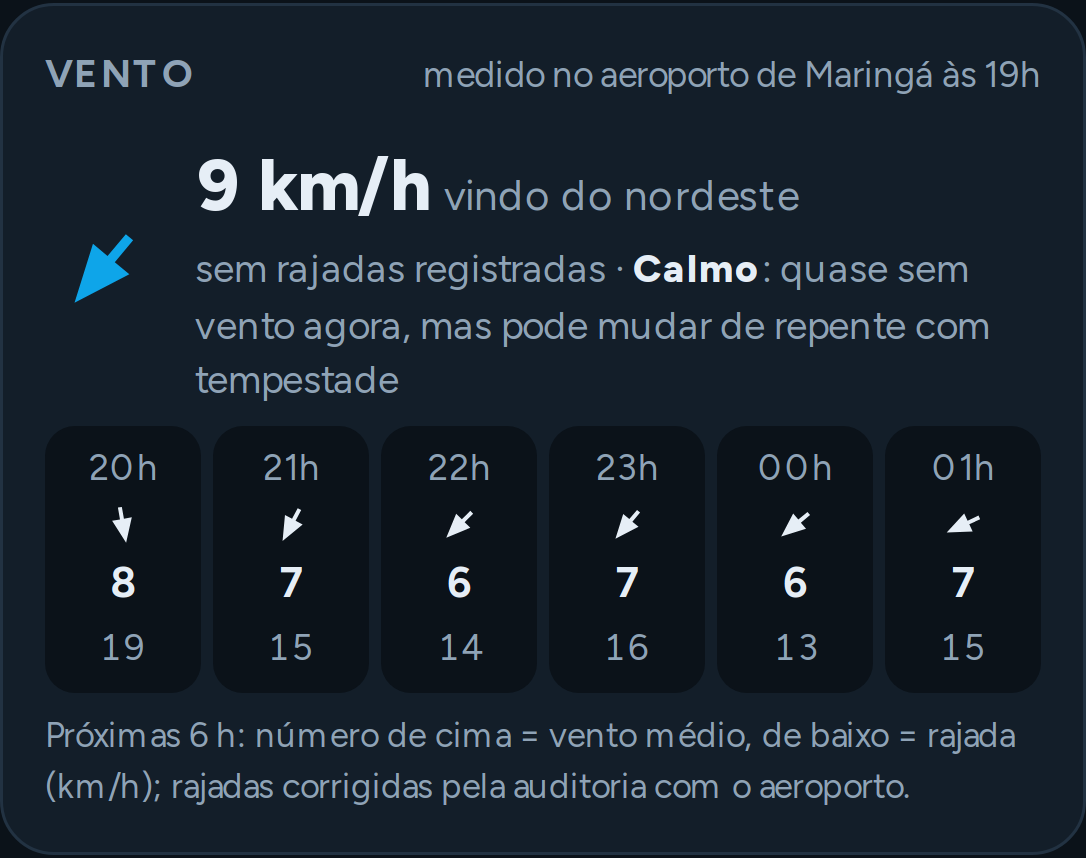 VENTO
medido no aeroporto de Maringá às 19h
9 km/h vindo do nordeste
sem rajadas registradas · Calmo: quase sem
vento agora, mas pode mudar de repente com
tempestade
20h 21h 22h 23h 00h 01h
8 7 6 7 6 7
19 15 14 16 13 15
Próximas 6 h: número de cima = vento médio, de baixo = rajada
(km/h); rajadas corrigidas pela auditoria com o aeroporto.